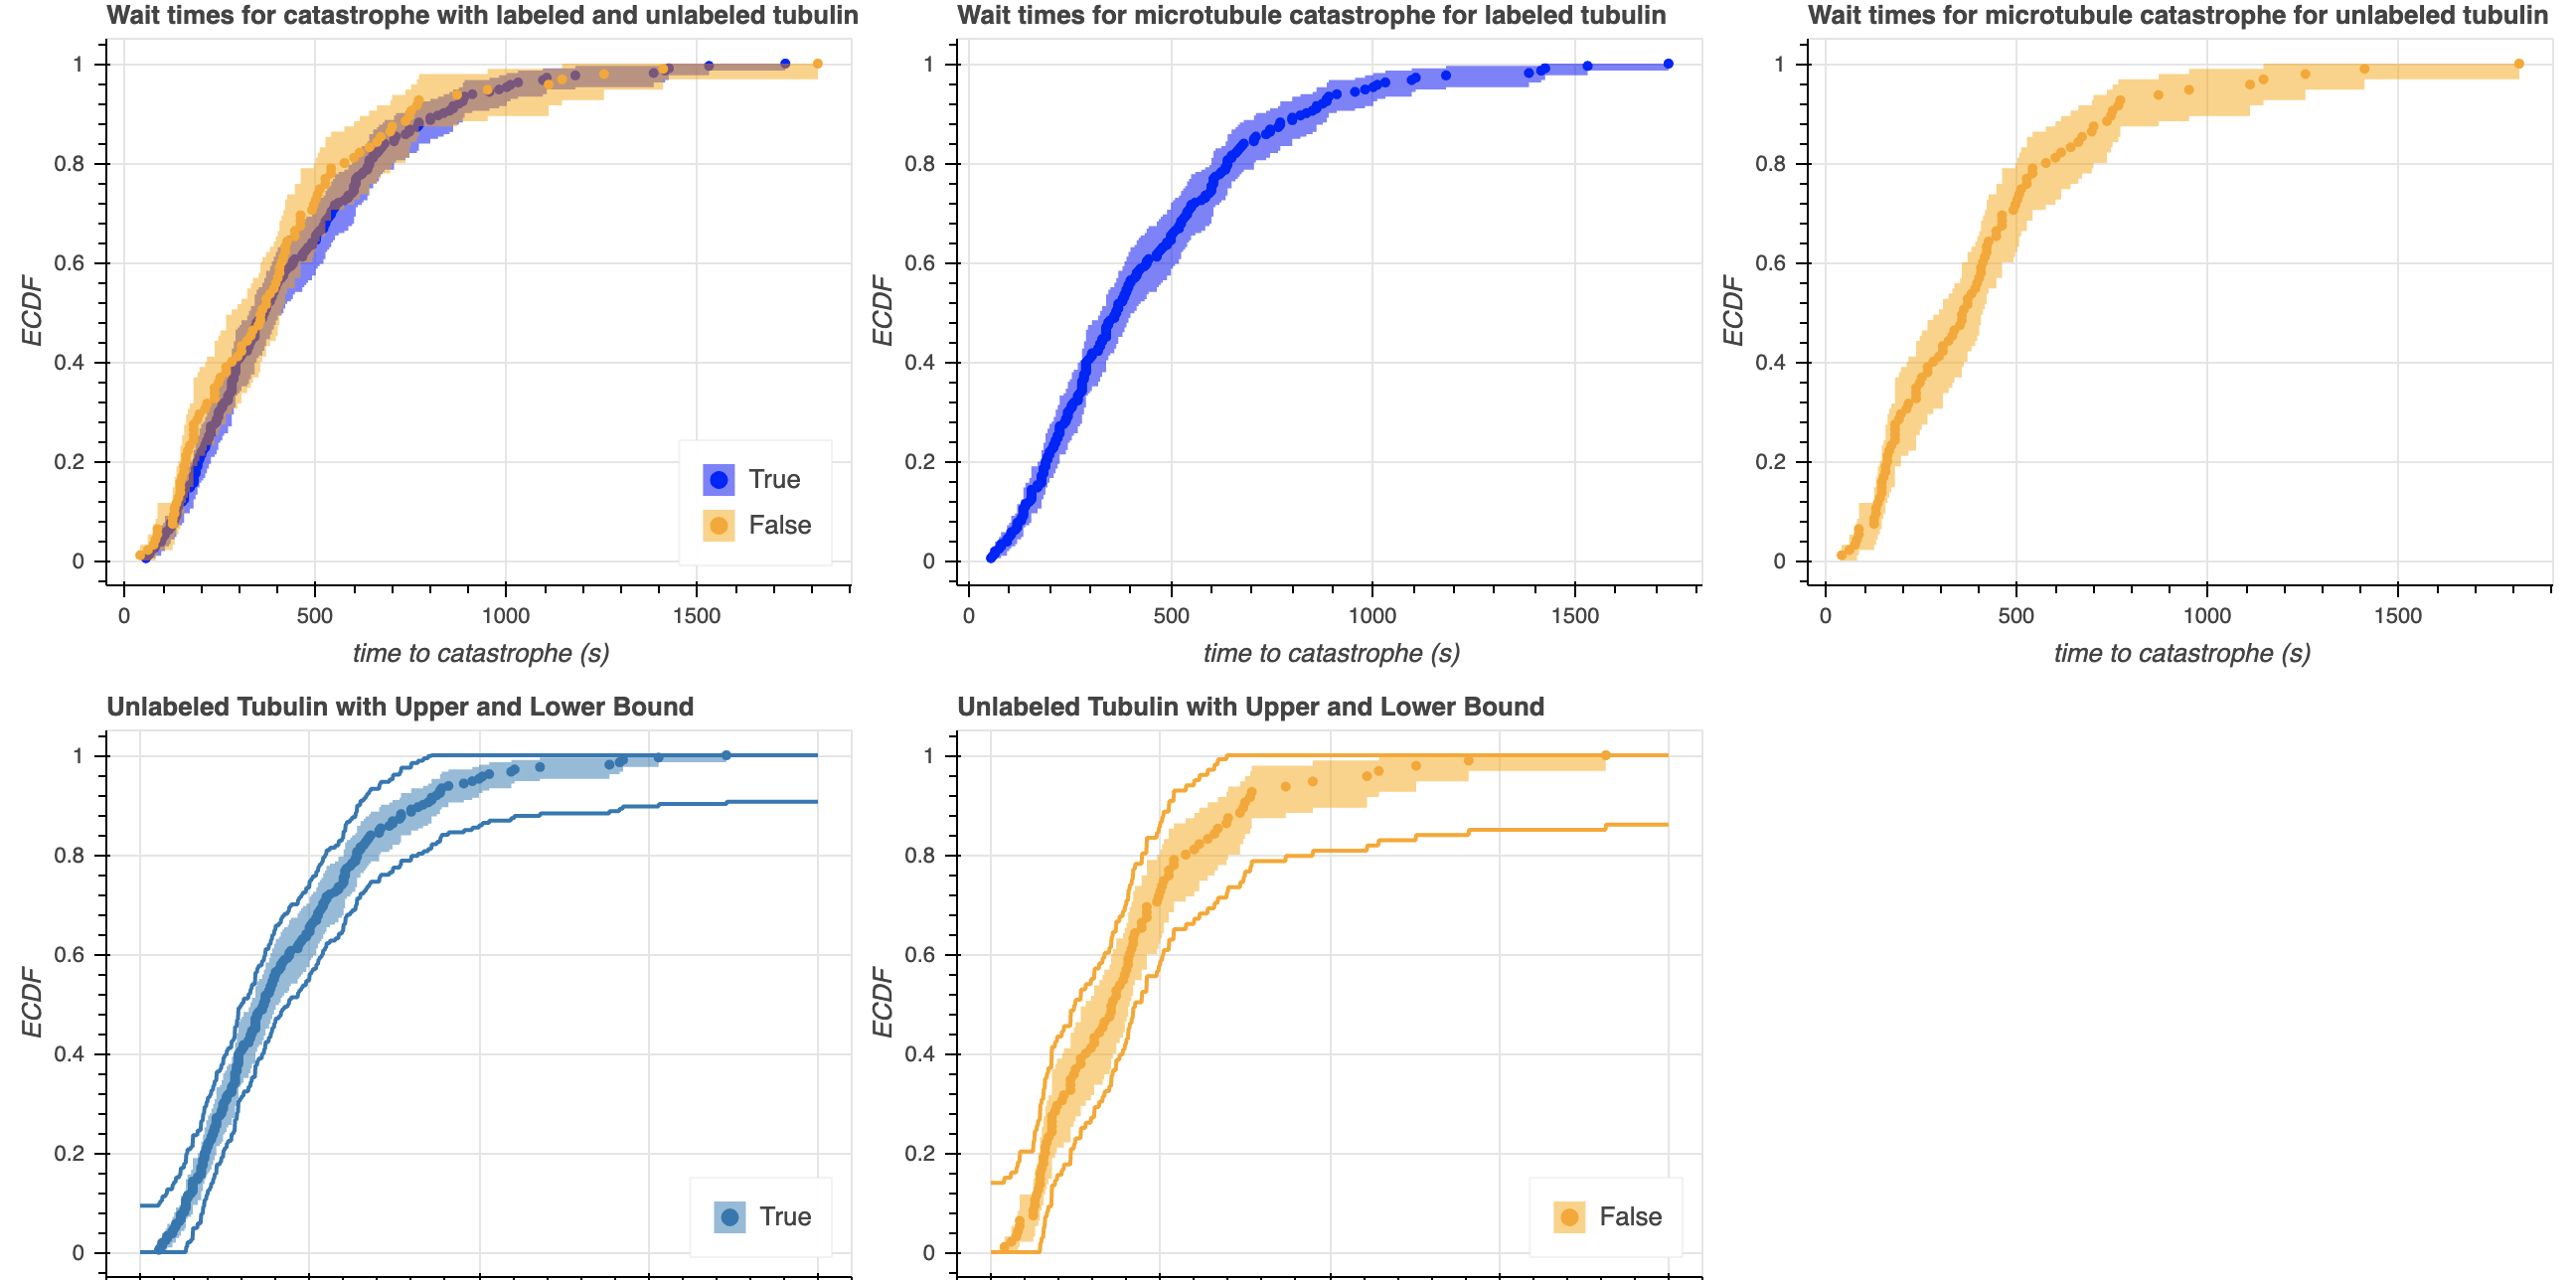 Wait times for catastrophe with labeled and unlabeled tubulin
1
0.8
0.6
0.4
0.2
0
ECDF
0 500 1000 1500
time to catastrophe (s)
True
False
Wait times for microtubule catastrophe for labeled tubulin
1
0.8
0.6
0.4
0.2
0
ECDF
0 500 1000 1500
time to catastrophe (s)
Wait times for microtubule catastrophe for unlabeled tubulin
1
0.8
0.6
0.4
0.2
0
ECDF
0 500 1000 1500
time to catastrophe (s)
Unlabeled Tubulin with Upper and Lower Bound
1
0.8
0.6
0.4
0.2
0
ECDF
True
Unlabeled Tubulin with Upper and Lower Bound
1
0.8
0.6
0.4
0.2
0
ECDF
False